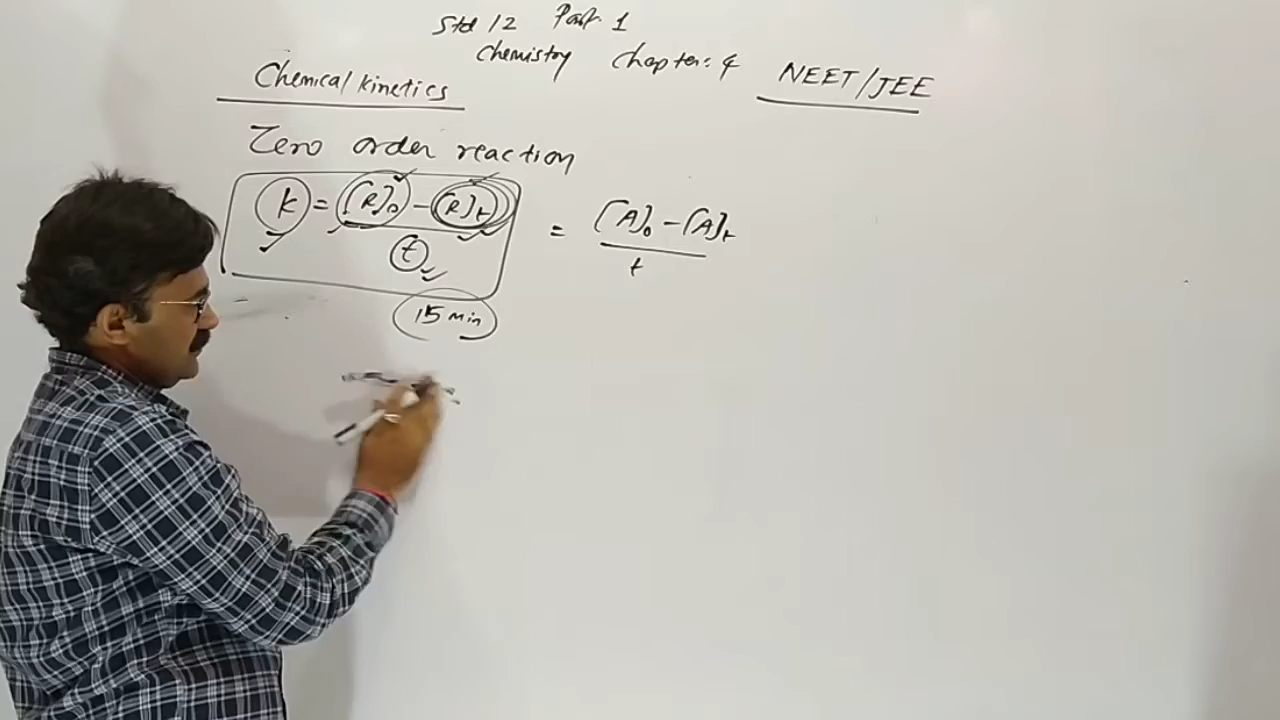 Std 12 Part 1
Chemistry Chapter: 4 NEET/JEE
Chemical kinetics
Zero order reaction
k = [R]₀ - [R]t / t = [A]₀ - [A]t / t
15 min